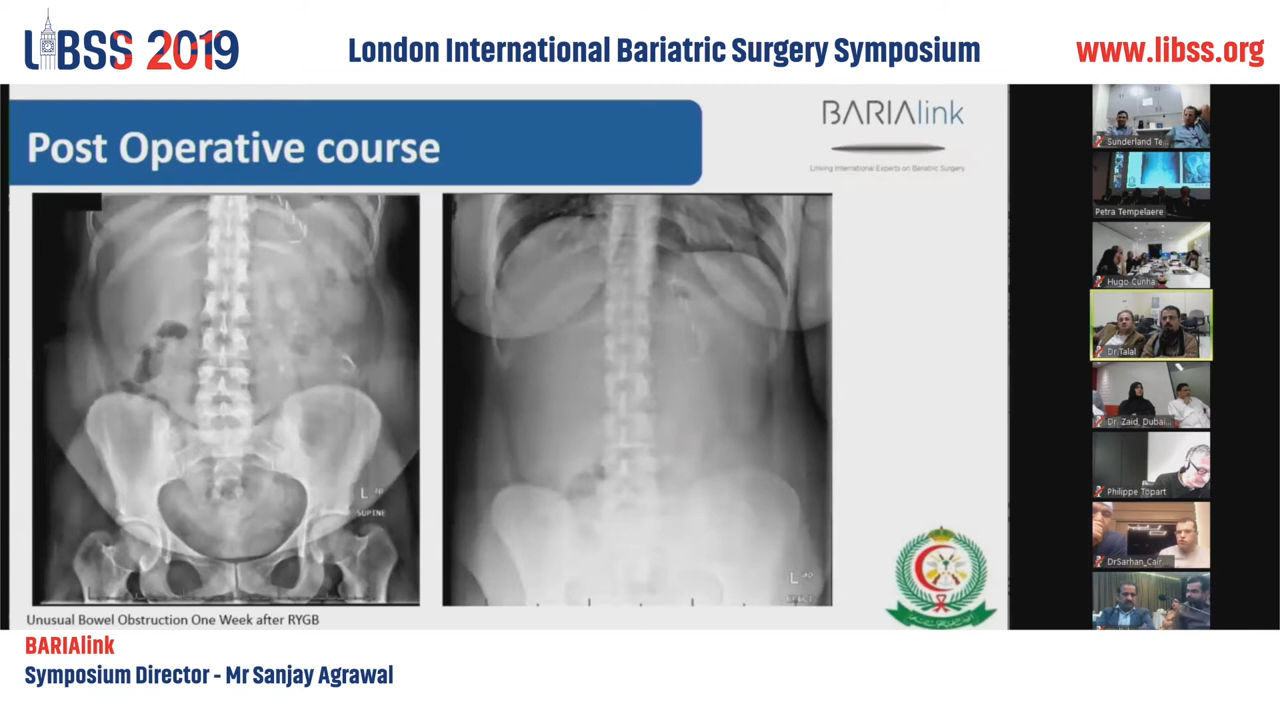 LIBSS 2019
London International Bariatric Surgery Symposium
www.libss.org
Post Operative course
BARIAlink
Linking International Experts on Bariatric Surgery
L
SUPINE
L
Unusual Bowel Obstruction One Week after RYGB
Sunderland Te...
Petra Tempelaere
Hugo Cunha
Dr Talal
Dr. Zaid, Dubai...
Philippe Topart
DrSarhan_Cair...
BARIAlink
Symposium Director - Mr Sanjay Agrawal